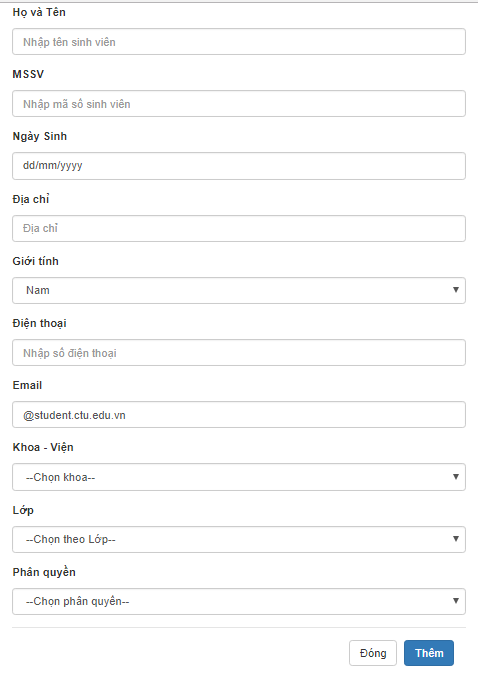 Họ và Tên
Nhập tên sinh viên
MSSV
Nhập mã số sinh viên
Ngày Sinh
dd/mm/yyyy
Địa chỉ
Địa chỉ
Giới tính
Nam
Điện thoại
Nhập số điện thoại
Email
@student.ctu.edu.vn
Khoa - Viện
--Chọn khoa--
Lớp
--Chọn theo Lớp--
Phân quyền
--Chọn phân quyền--
Đóng Thêm